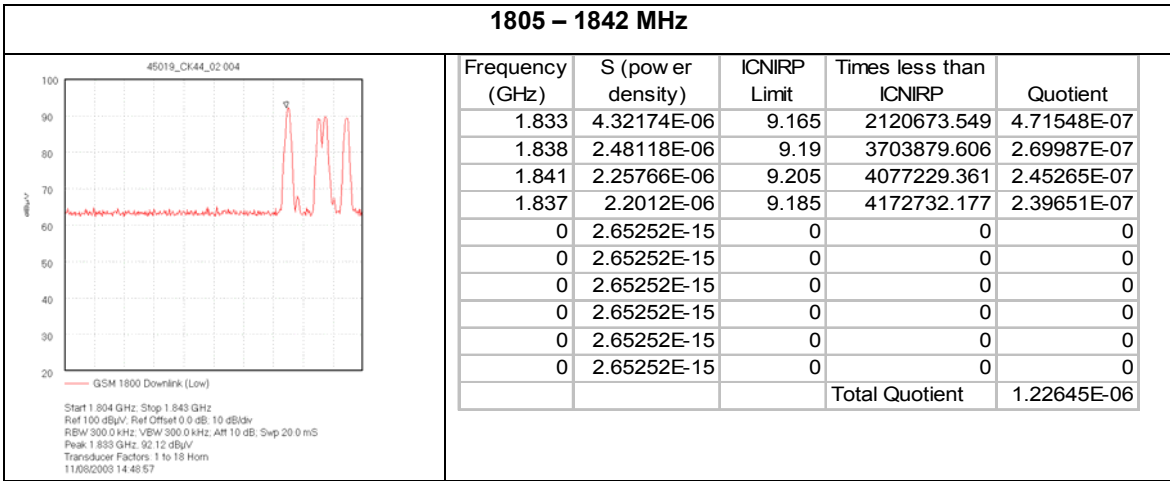 1805 – 1842 MHz
45019_CK44_02 004
100
90
80
70
60
50
40
30
20
dBµV
GSM 1800 Downlink (Low)
Start 1.804 GHz; Stop 1.843 GHz
Ref 100 dBµV; Ref Offset 0.0 dB; 10 dB/div
RBW 300.0 kHz; VBW 300.0 kHz; Att 10 dB; Swp 20.0 mS
Peak 1.833 GHz, 92.12 dBµV
Transducer Factors: 1 to 18 Horn
11/08/2003 14:48:57
Frequency (GHz) S (power density) ICNIRP Limit Times less than ICNIRP Quotient
1.833 4.32174E-06 9.165 2120673.549 4.71548E-07
1.838 2.48118E-06 9.19 3703879.606 2.69987E-07
1.841 2.25766E-06 9.205 4077229.361 2.45265E-07
1.837 2.2012E-06 9.185 4172732.177 2.39651E-07
0 2.65252E-15 0 0 0
0 2.65252E-15 0 0 0
0 2.65252E-15 0 0 0
0 2.65252E-15 0 0 0
0 2.65252E-15 0 0 0
0 2.65252E-15 0 0 0
Total Quotient 1.22645E-06